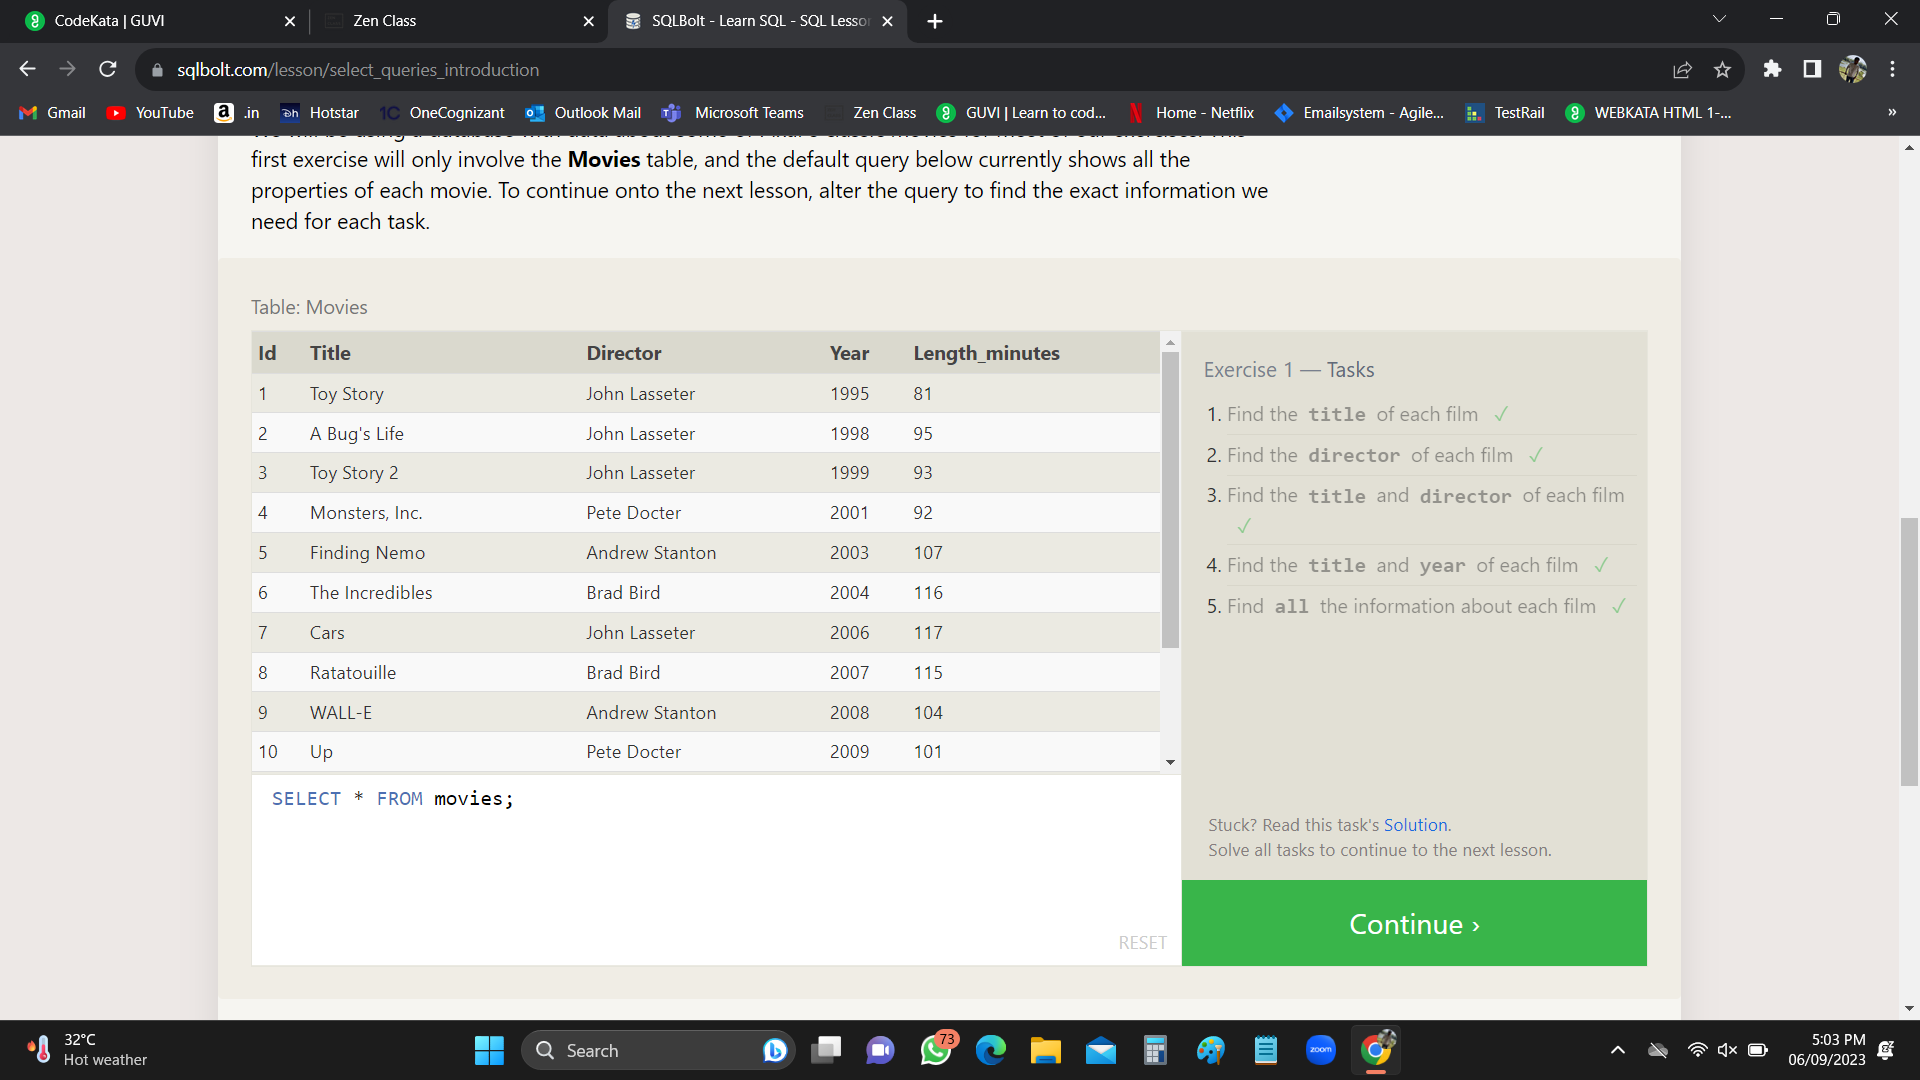 CodeKata | GUVI
Zen Class
SQLBolt - Learn SQL - SQL Lesso
sqlbolt.com/lesson/select_queries_introduction
Gmail YouTube .in Hotstar OneCognizant Outlook Mail Microsoft Teams Zen Class GUVI | Learn to cod... Home - Netflix Emailsystem - Agile... TestRail WEBKATA HTML 1-... »
first exercise will only involve the Movies table, and the default query below currently shows all the
properties of each movie. To continue onto the next lesson, alter the query to find the exact information we
need for each task.
Table: Movies
Id Title Director Year Length_minutes
1 Toy Story John Lasseter 1995 81
2 A Bug's Life John Lasseter 1998 95
3 Toy Story 2 John Lasseter 1999 93
4 Monsters, Inc. Pete Docter 2001 92
5 Finding Nemo Andrew Stanton 2003 107
6 The Incredibles Brad Bird 2004 116
7 Cars John Lasseter 2006 117
8 Ratatouille Brad Bird 2007 115
9 WALL-E Andrew Stanton 2008 104
10 Up Pete Docter 2009 101
SELECT * FROM movies;
RESET
Exercise 1 — Tasks
1. Find the title of each film ✓
2. Find the director of each film ✓
3. Find the title and director of each film
✓
4. Find the title and year of each film ✓
5. Find all the information about each film ✓
Stuck? Read this task's Solution.
Solve all tasks to continue to the next lesson.
Continue ›
32°C
Hot weather
Search
73
zoom
5:03 PM
06/09/2023